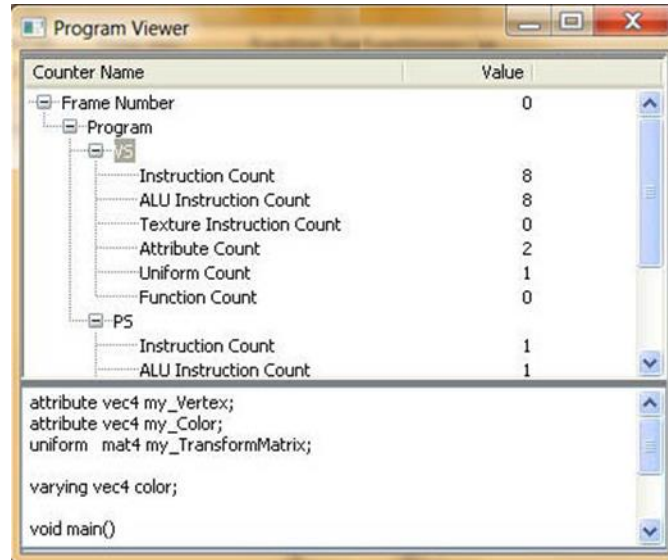 Program Viewer
Counter Name Value
Frame Number 0
Program
VS
Instruction Count 8
ALU Instruction Count 8
Texture Instruction Count 0
Attribute Count 2
Uniform Count 1
Function Count 0
PS
Instruction Count 1
ALU Instruction Count 1
attribute vec4 my_Vertex;
attribute vec4 my_Color;
uniform mat4 my_TransformMatrix;
varying vec4 color;
void main()